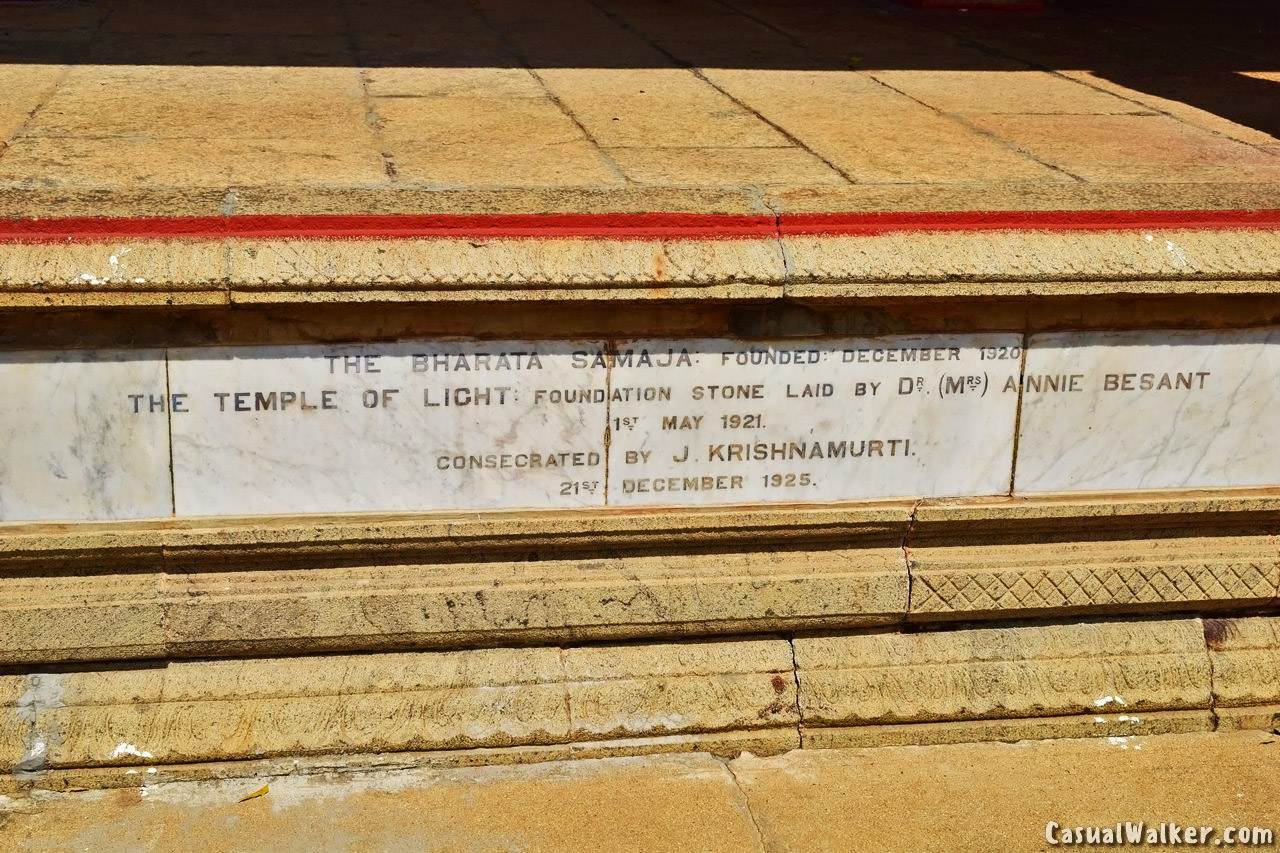 THE BHARATA SAMAJA: FOUNDED: DECEMBER 1920
THE TEMPLE OF LIGHT: FOUNDATION STONE LAID BY DR. (MRS) ANNIE BESANT
1ST MAY 1921.
CONSECRATED BY J. KRISHNAMURTI.
21ST DECEMBER 1925.
CasualWalker.com